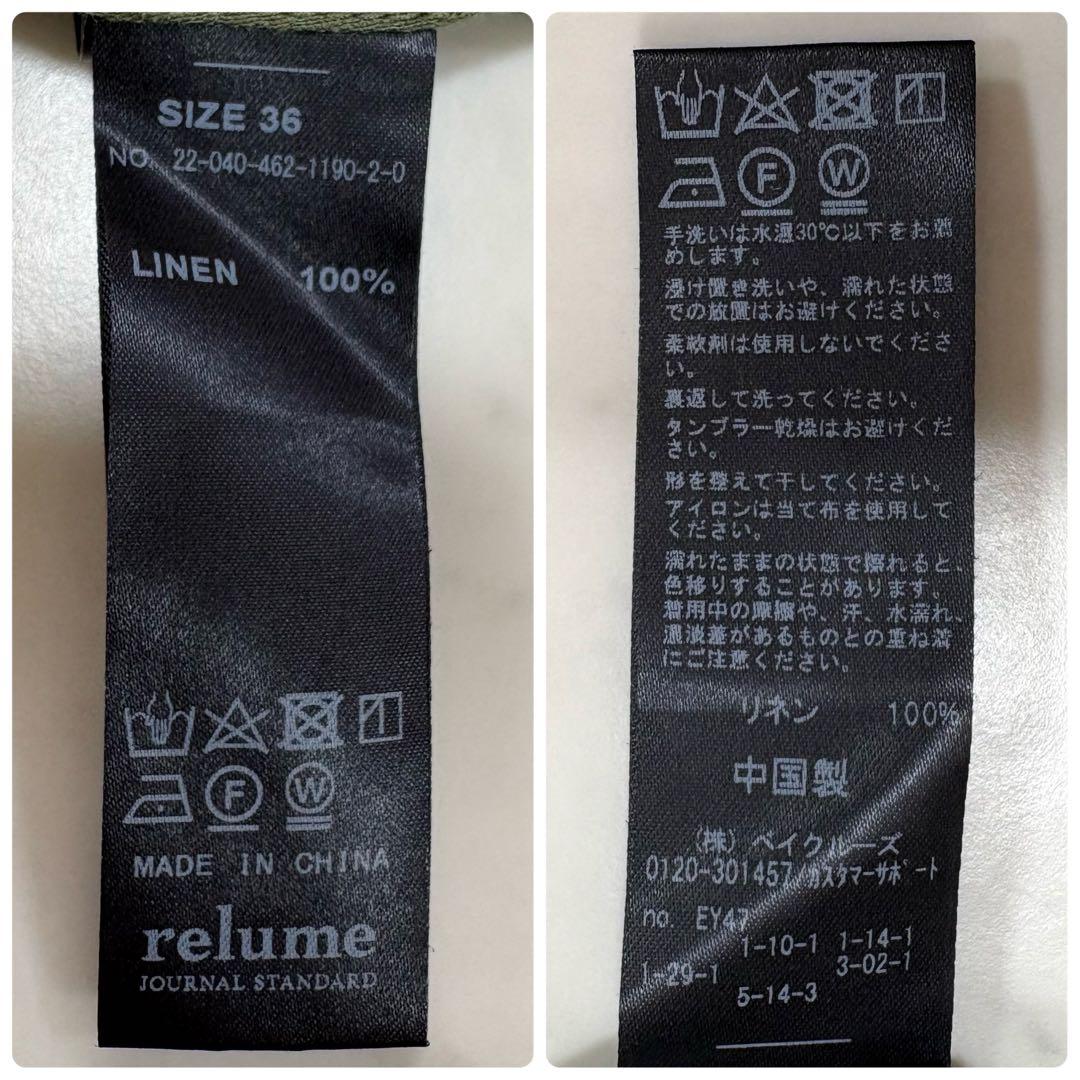 SIZE 36
NO. 22-040-462-1190-2-0
LINEN 100%
F W
MADE IN CHINA
relume
JOURNAL STANDARD
F W
手洗いは水温30℃以下をお勧
めします。
浸け置き洗いや、濡れた状態
での放置はお避けください。
柔軟剤は使用しないでくださ
い。
裏返して洗ってください。
タンブラー乾燥はお避けくだ
さい。
形を整えて干してください。
アイロンは当て布を使用して
ください。
濡れたままの状態で擦れると、
色移りすることがあります。
着用中の摩擦や、汗、水濡れ、
濃淡差があるものとの重ね着
にご注意ください。
リネン 100%
中国製
(株) ベイクルーズ
0120-301457/カスタマーサポート
no. EY47
1-10-1 1-14-1
1-29-1 3-02-1
5-14-3